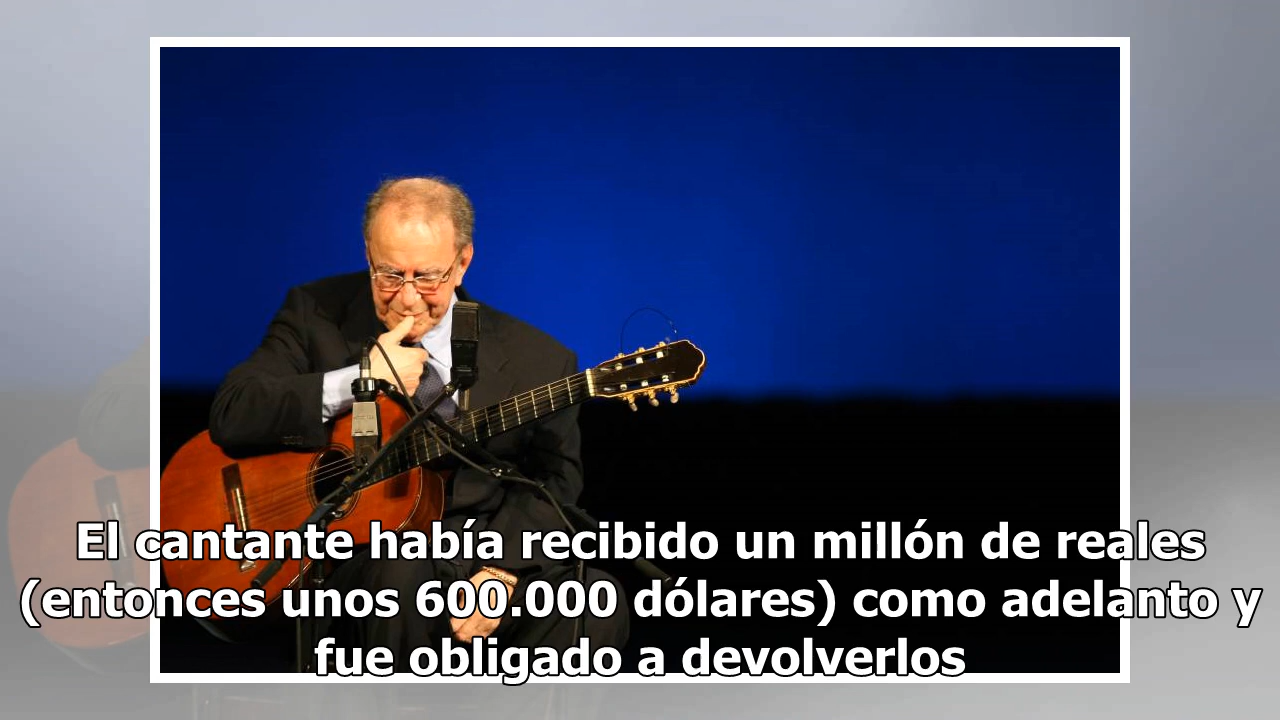 El cantante había recibido un millón de reales
(entonces unos 600.000 dólares) como adelanto y
fue obligado a devolverlos